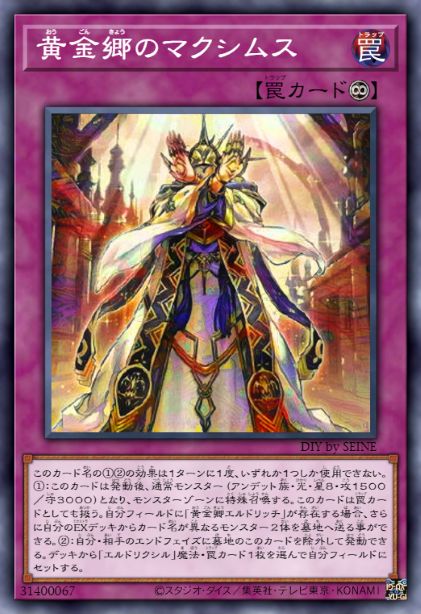 黄金郷のマクシムス
罠
【罠カード】
DIY by SEINE
このカード名の①②の効果は1ターンに1度、いずれか1つしか使用できない。
①：このカードは発動後、通常モンスター（アンデット族・光・星8・攻1500
／守3000）となり、モンスターゾーンに特殊召喚する。このカードは罠カー
ドとしても扱う。自分フィールドに「黄金郷エルドリッチ」が存在する場合、さら
に自分のEXデッキからカード名が異なるモンスター2体を墓地へ送る事がで
きる。②：自分・相手のエンドフェイズに墓地のこのカードを除外して発動でき
る。デッキから「エルドリクシル」魔法・罠カード1枚を選んで自分フィールドに
セットする。
31400067
©スタジオ・ダイス／集英社・テレビ東京・KONAMI